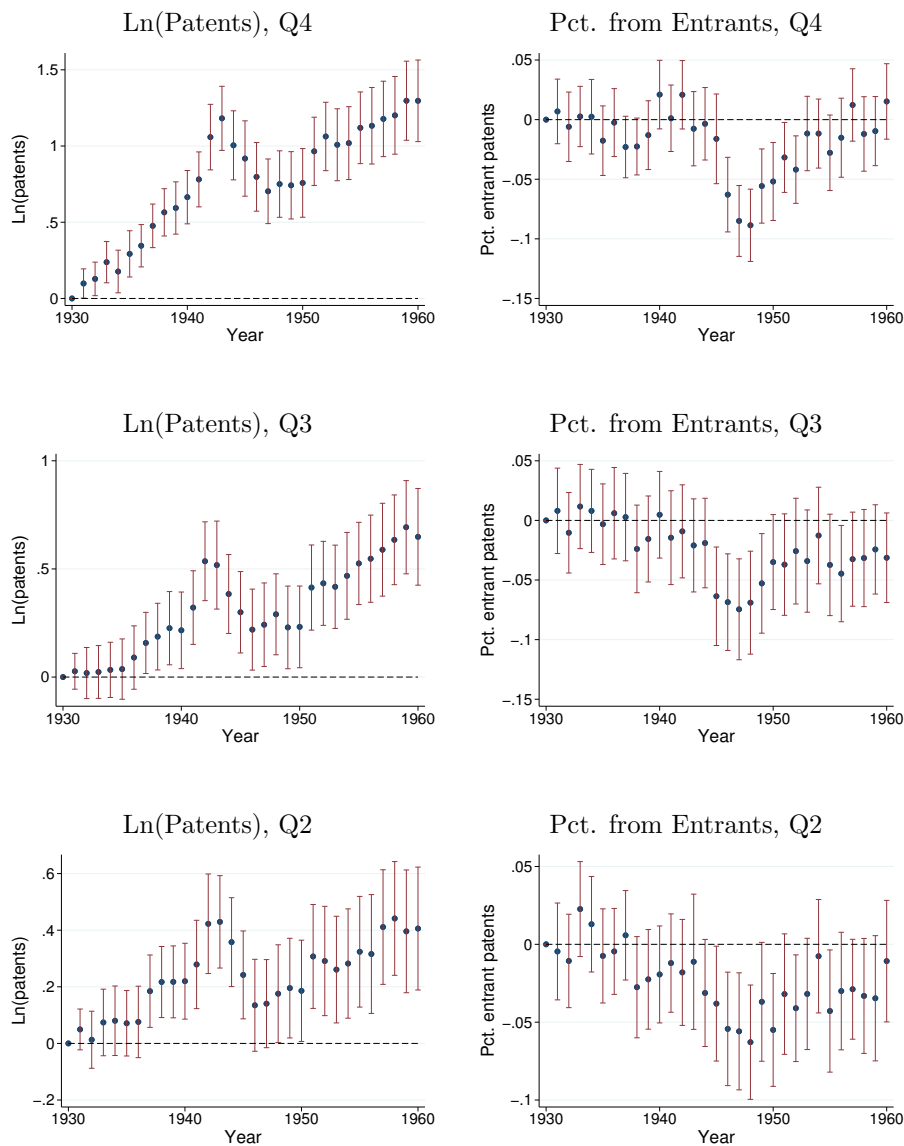 Ln(Patents), Q4
Ln(patents)
1.5
1
.5
0
1930
1940
1950
1960
Year
Pct. from Entrants, Q4
Pct. entrant patents
.05
0
−.05
−.1
−.15
1930
1940
1950
1960
Year
Ln(Patents), Q3
Ln(patents)
1
.5
0
1930
1940
1950
1960
Year
Pct. from Entrants, Q3
Pct. entrant patents
.05
0
−.05
−.1
−.15
1930
1940
1950
1960
Year
Ln(Patents), Q2
Ln(patents)
.6
.4
.2
0
−.2
1930
1940
1950
1960
Year
Pct. from Entrants, Q2
Pct. entrant patents
.05
0
−.05
−.1
1930
1940
1950
1960
Year